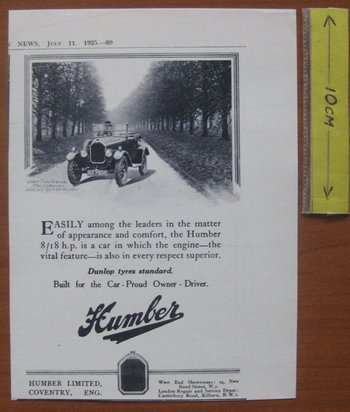 NEWS, JULY 11, 1925.—89
EASILY among the leaders in the matter
of appearance and comfort, the Humber
8/18 h.p. is a car in which the engine—the
vital feature—is also in every respect superior.
Dunlop tyres standard.
Built for the Car-Proud Owner-Driver.
Humber
HUMBER LIMITED,
COVENTRY, ENG.
West End Showrooms: 94, New
Bond Street, W.1.
London Repair and Service Depot:
Canterbury Road, Kilburn, N.W.6.
10CM